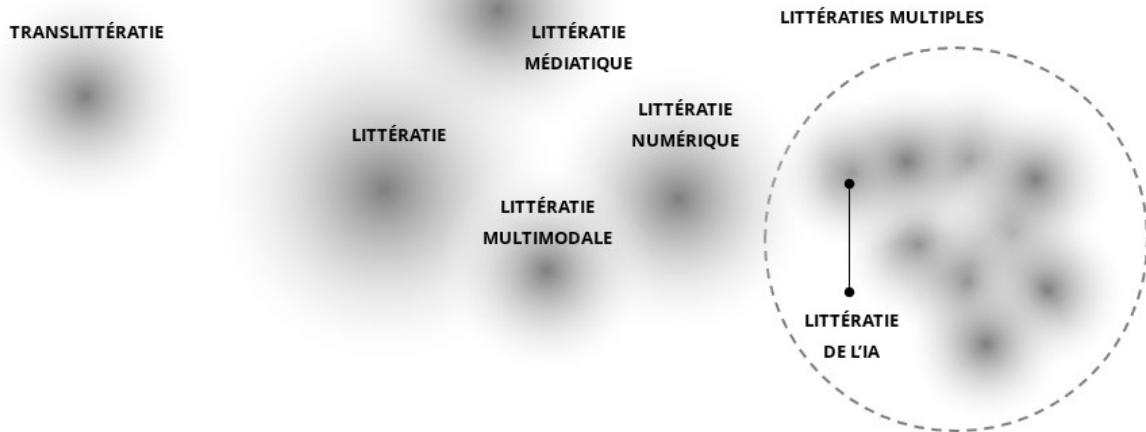 TRANSLITTÉRATIE
LITTÉRATIE
MÉDIATIQUE
LITTÉRATIES MULTIPLES
LITTÉRATIE
LITTÉRATIE
NUMÉRIQUE
LITTÉRATIE
MULTIMODALE
LITTÉRATIE
DE L’IA